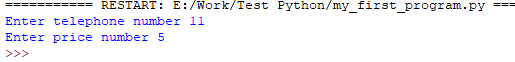 =========== RESTART: E:/Work/Test Python/my_first_program.py ===
Enter telephone number 11
Enter price number 5
>>>